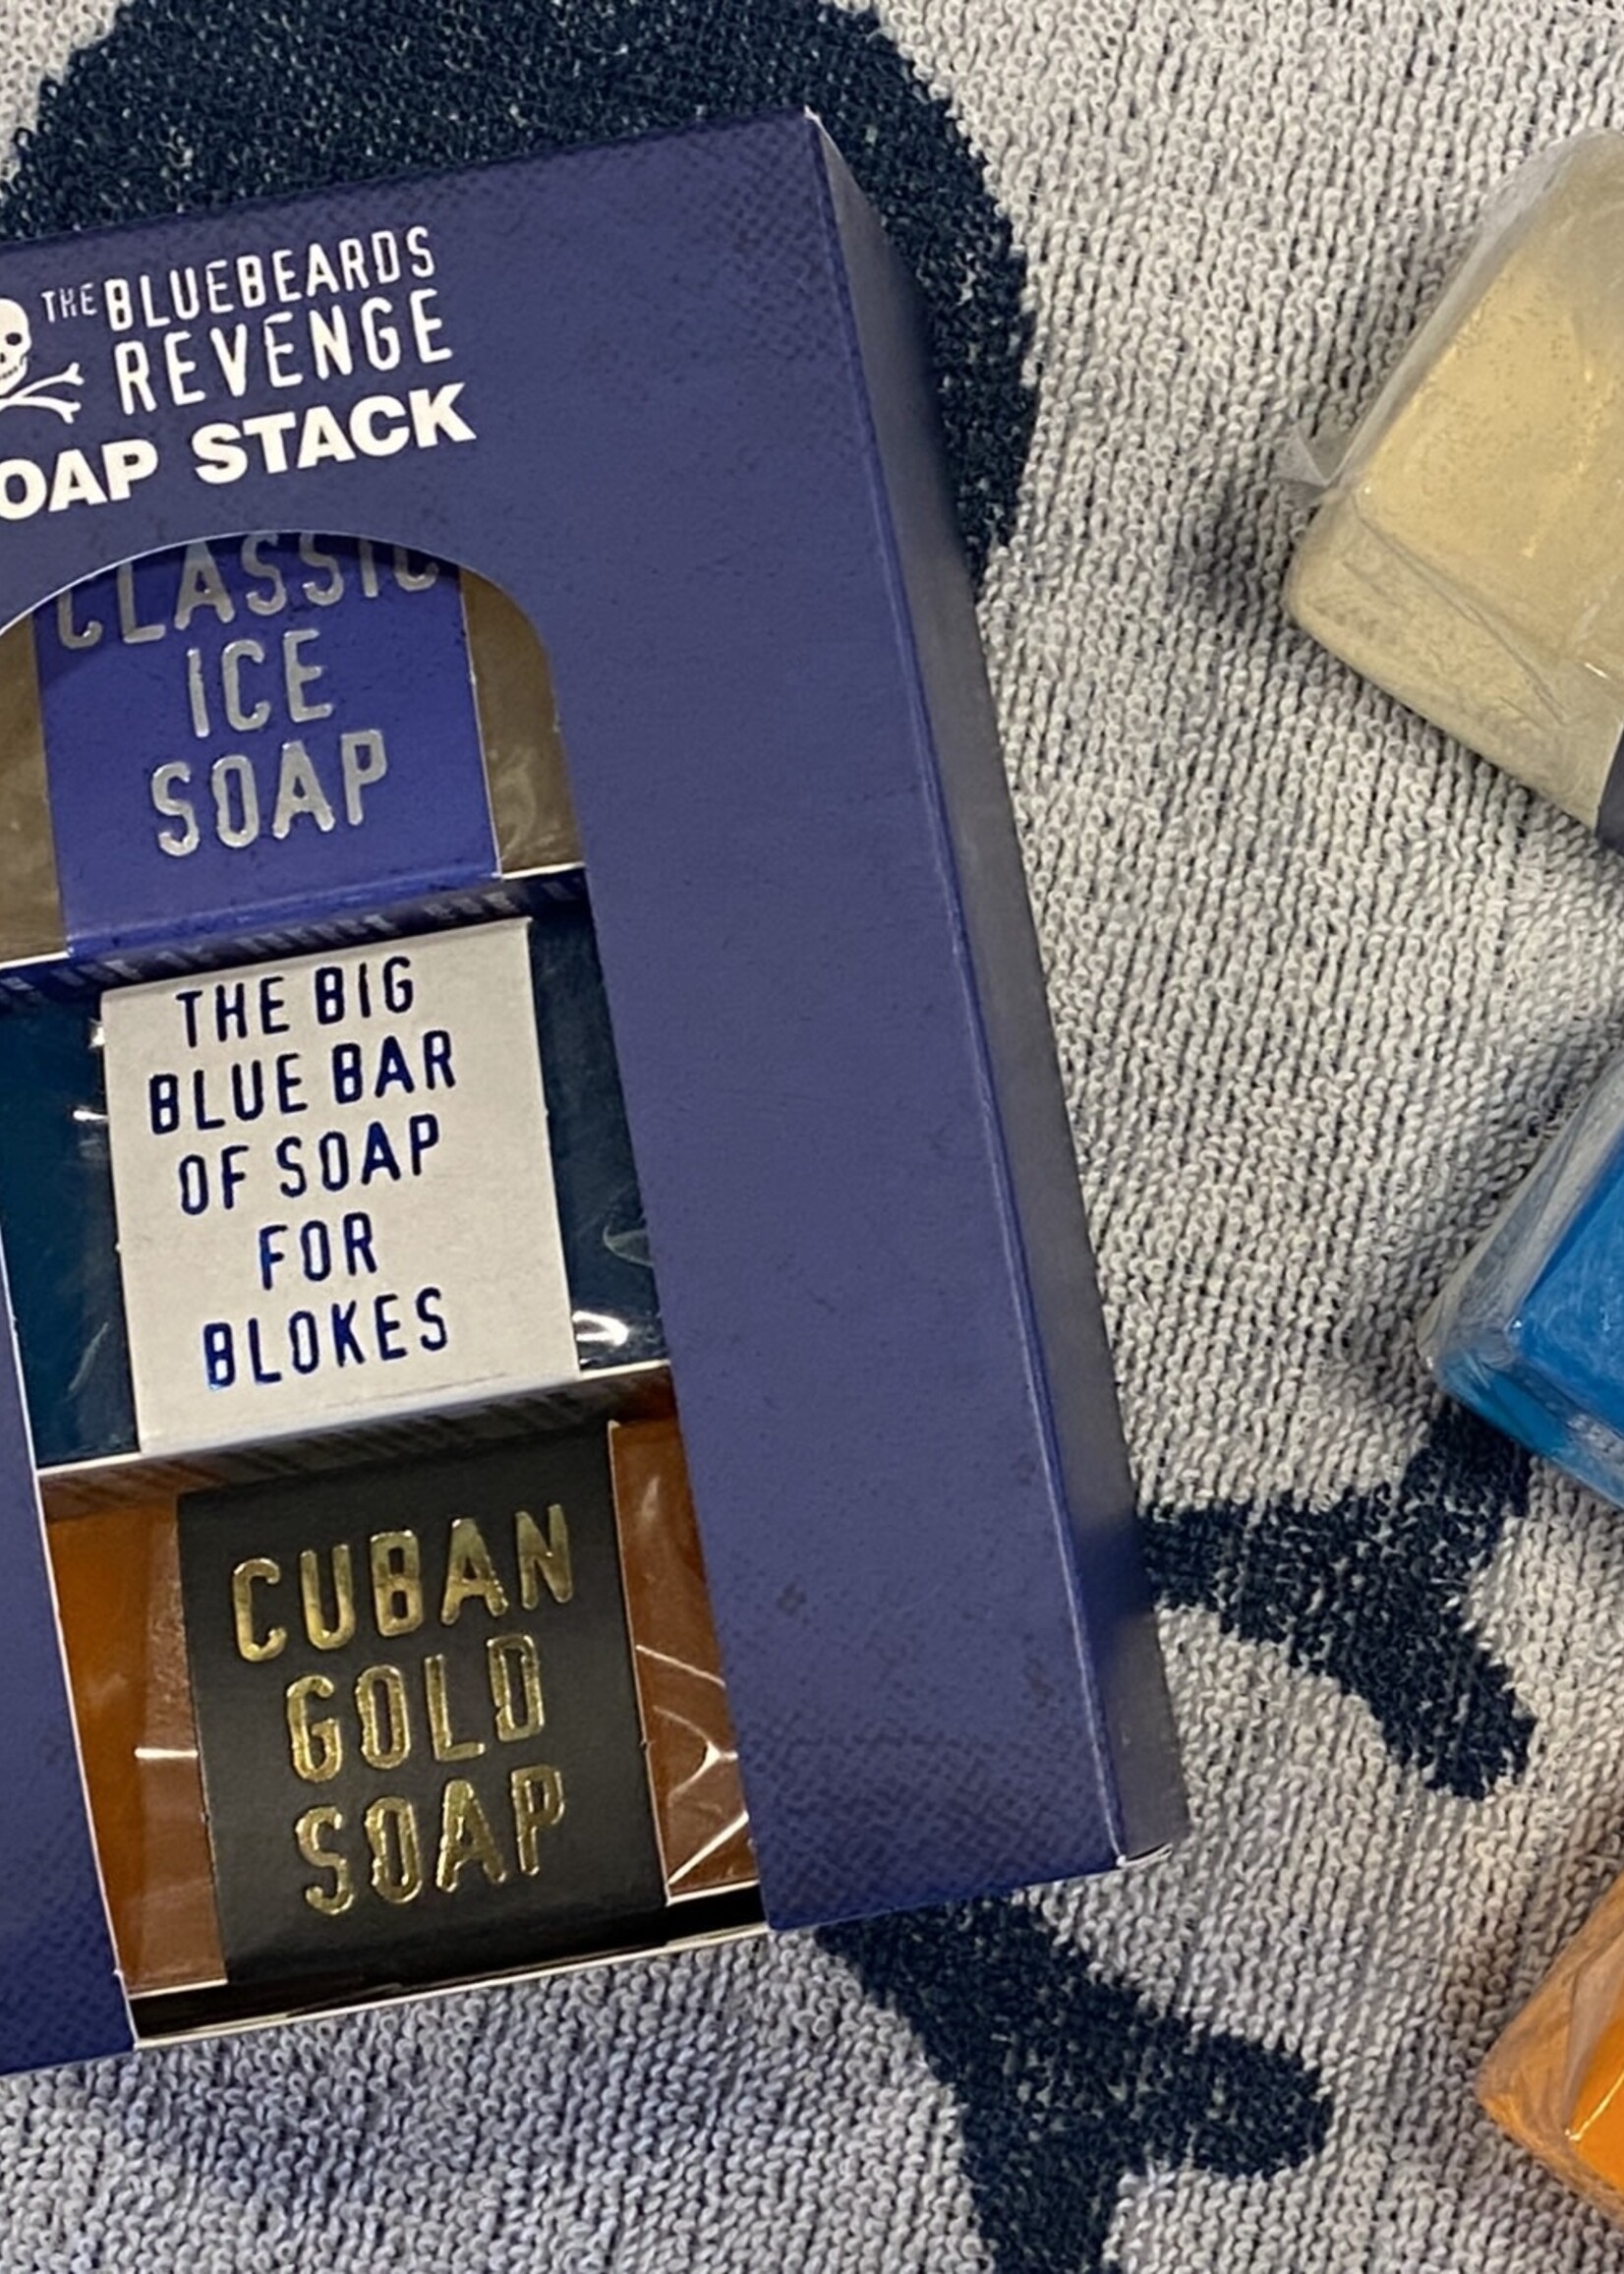 THE BLUEBEARDS
REVENGE
OAP STACK
CLASSIC
ICE
SOAP
THE BIG
BLUE BAR
OF SOAP
FOR
BLOKES
CUBAN
GOLD
SOAP